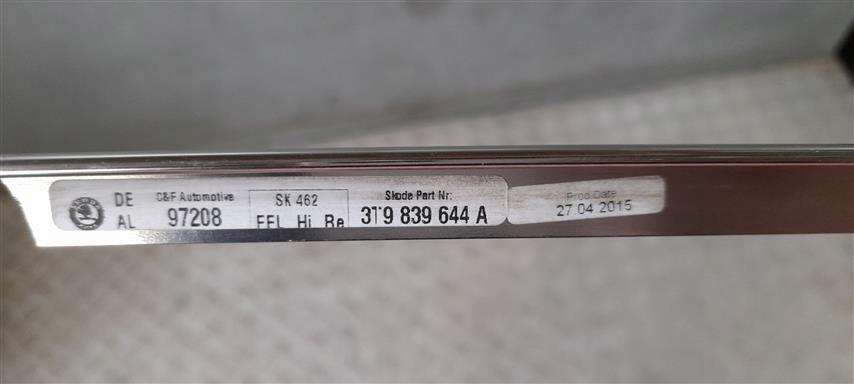 DE C&F Automotive SK 462 Skoda Part Nr: Prod.Date
AL 97208 FFL Hi Re 3T9 839 644 A 27.04.2015